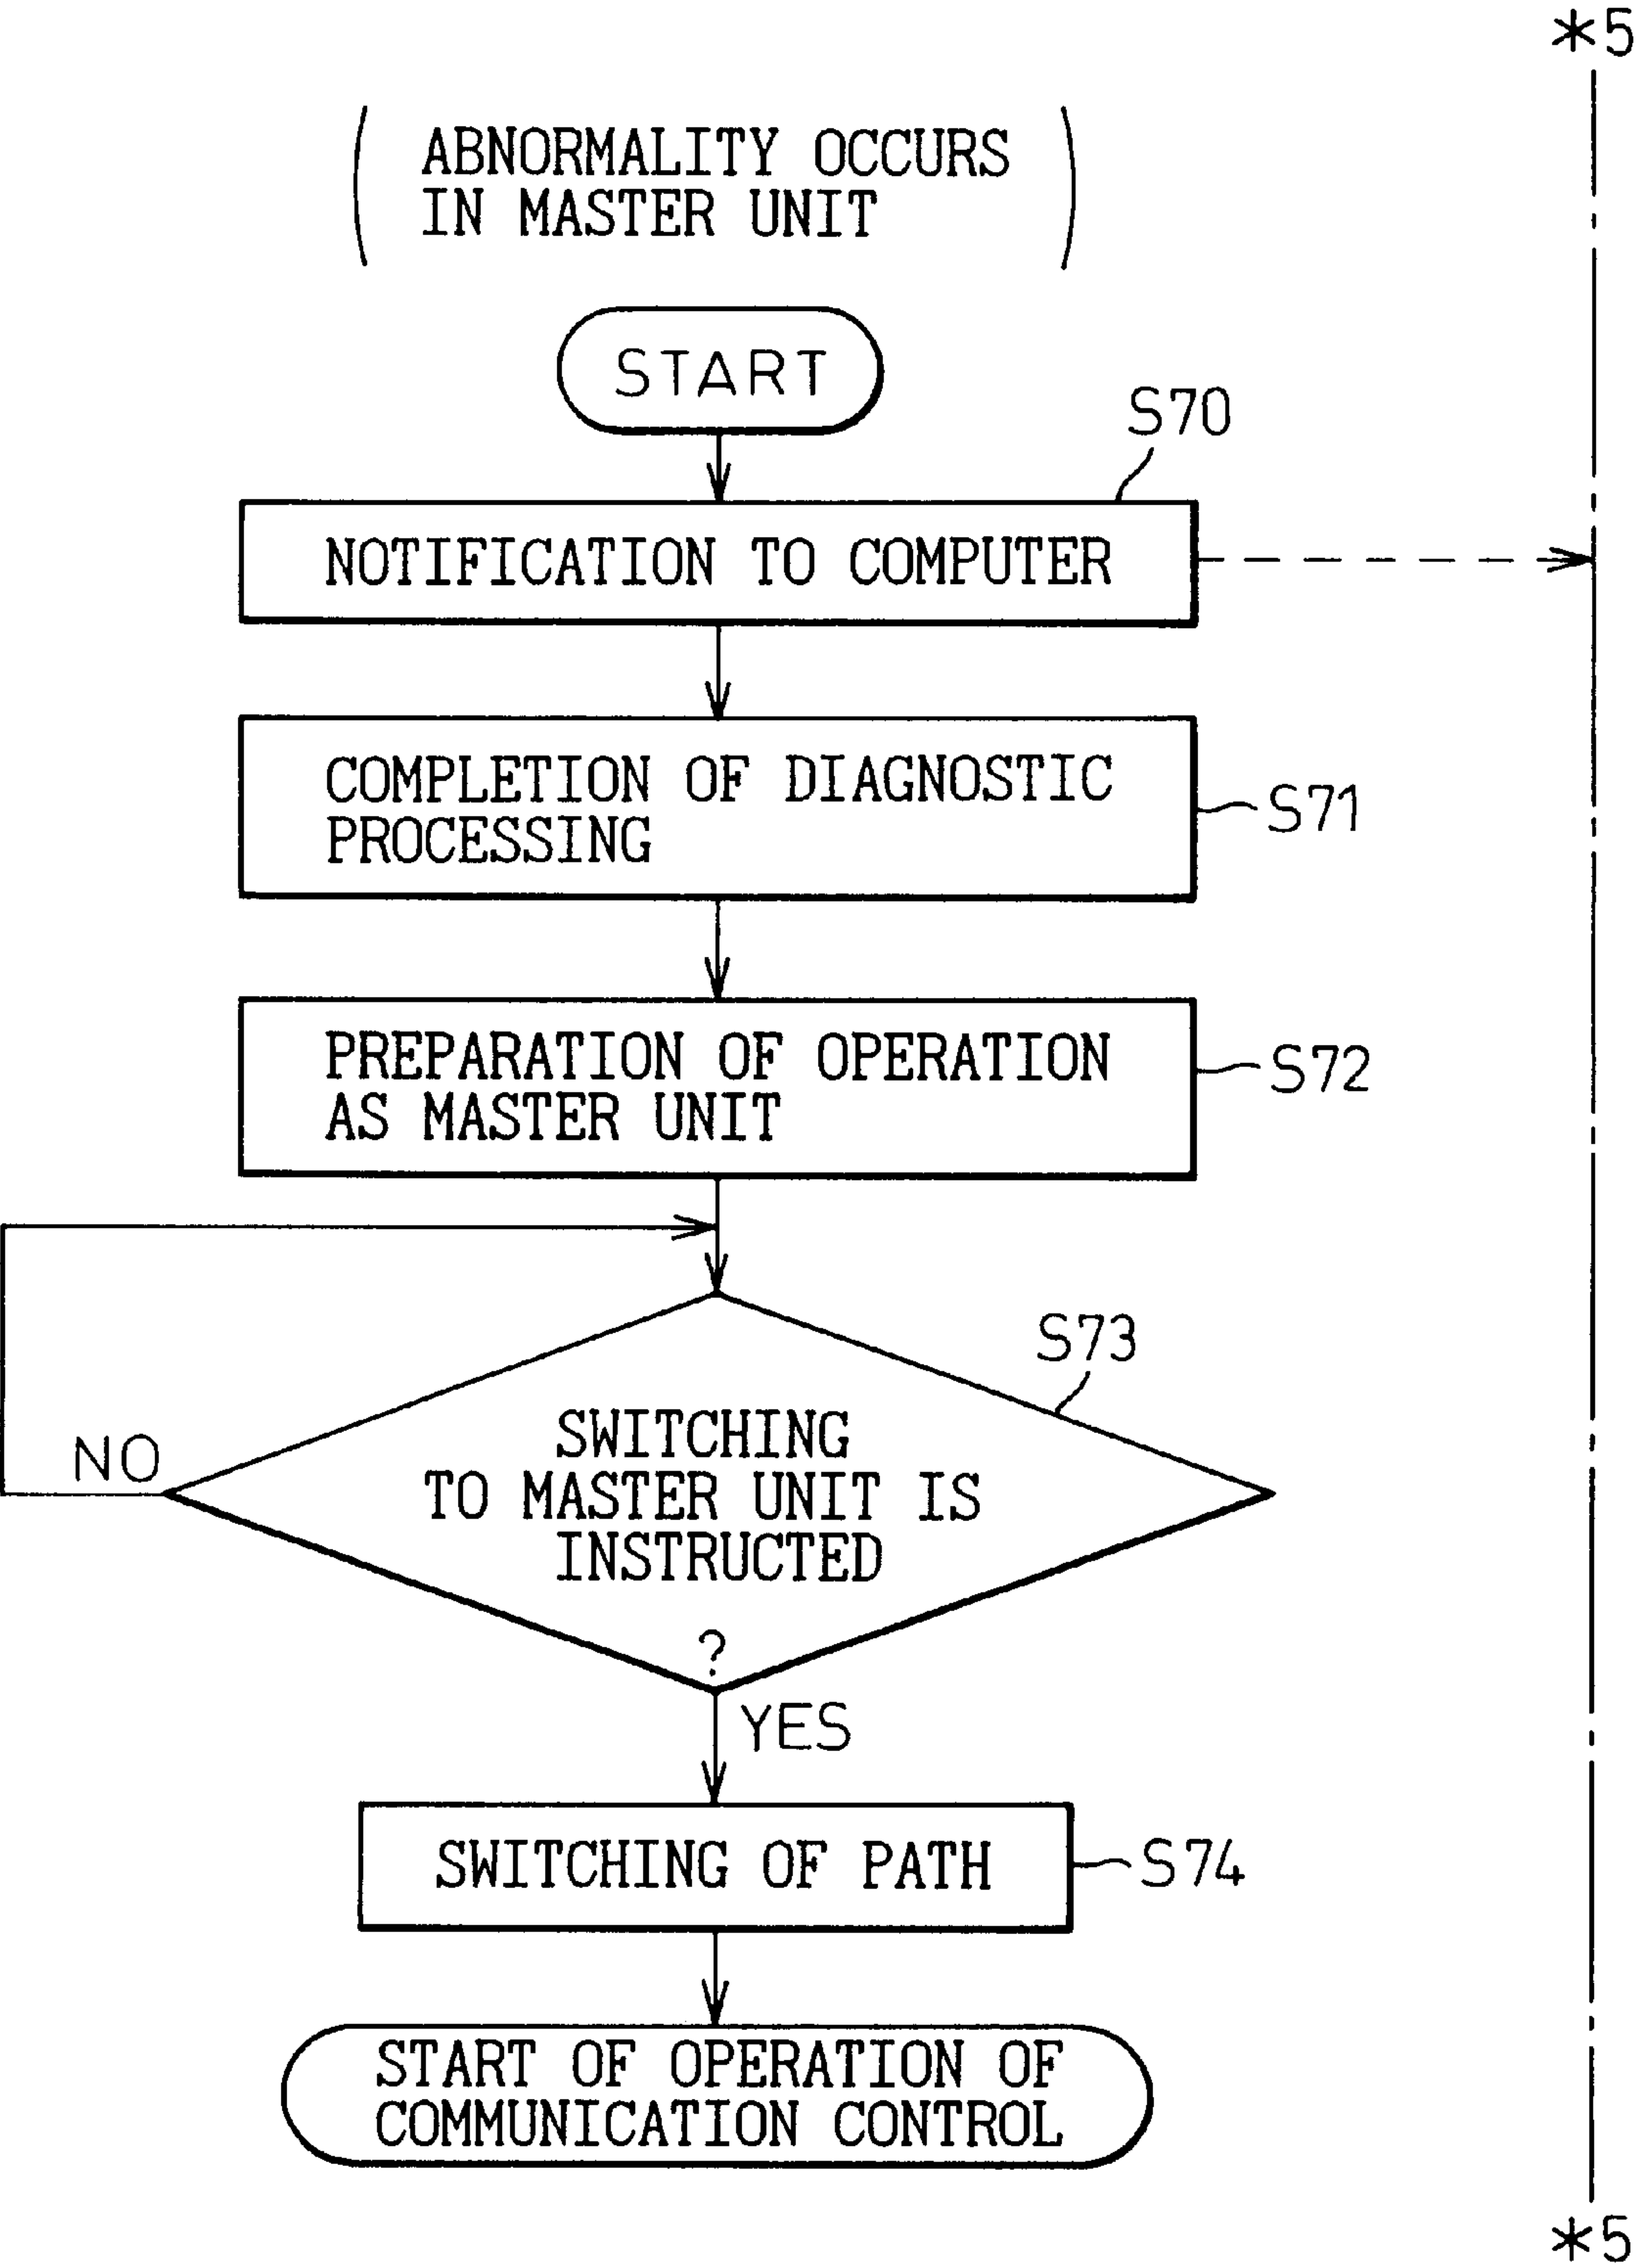 *5
ABNORMALITY OCCURS
IN MASTER UNIT
START
S70
NOTIFICATION TO COMPUTER
COMPLETION OF DIAGNOSTIC
PROCESSING
S71
PREPARATION OF OPERATION
AS MASTER UNIT
S72
S73
NO
SWITCHING
TO MASTER UNIT IS
INSTRUCTED
?
YES
SWITCHING OF PATH
S74
START OF OPERATION OF
COMMUNICATION CONTROL
*5